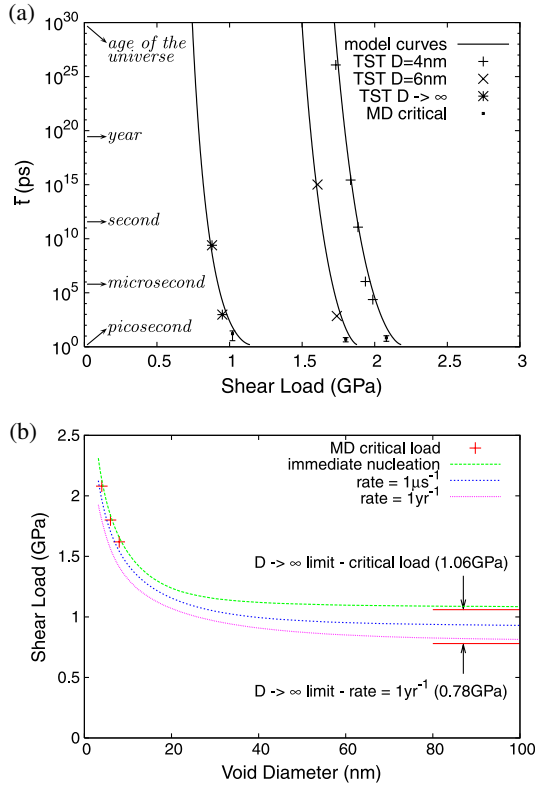 (a)
10^30
10^25
10^20
10^15
10^10
10^5
10^0
τ̄ (ps)
age of the
universe
year
second
microsecond
picosecond
model curves
TST D=4nm
TST D=6nm
TST D -> ∞
MD critical
0
0.5
1
1.5
2
2.5
3
Shear Load (GPa)
(b)
2.5
2
1.5
1
0.5
0
Shear Load (GPa)
MD critical load
immediate nucleation
rate = 1μs^-1
rate = 1yr^-1
D -> ∞ limit - critical load (1.06GPa)
D -> ∞ limit - rate = 1yr^-1 (0.78GPa)
0
20
40
60
80
100
Void Diameter (nm)